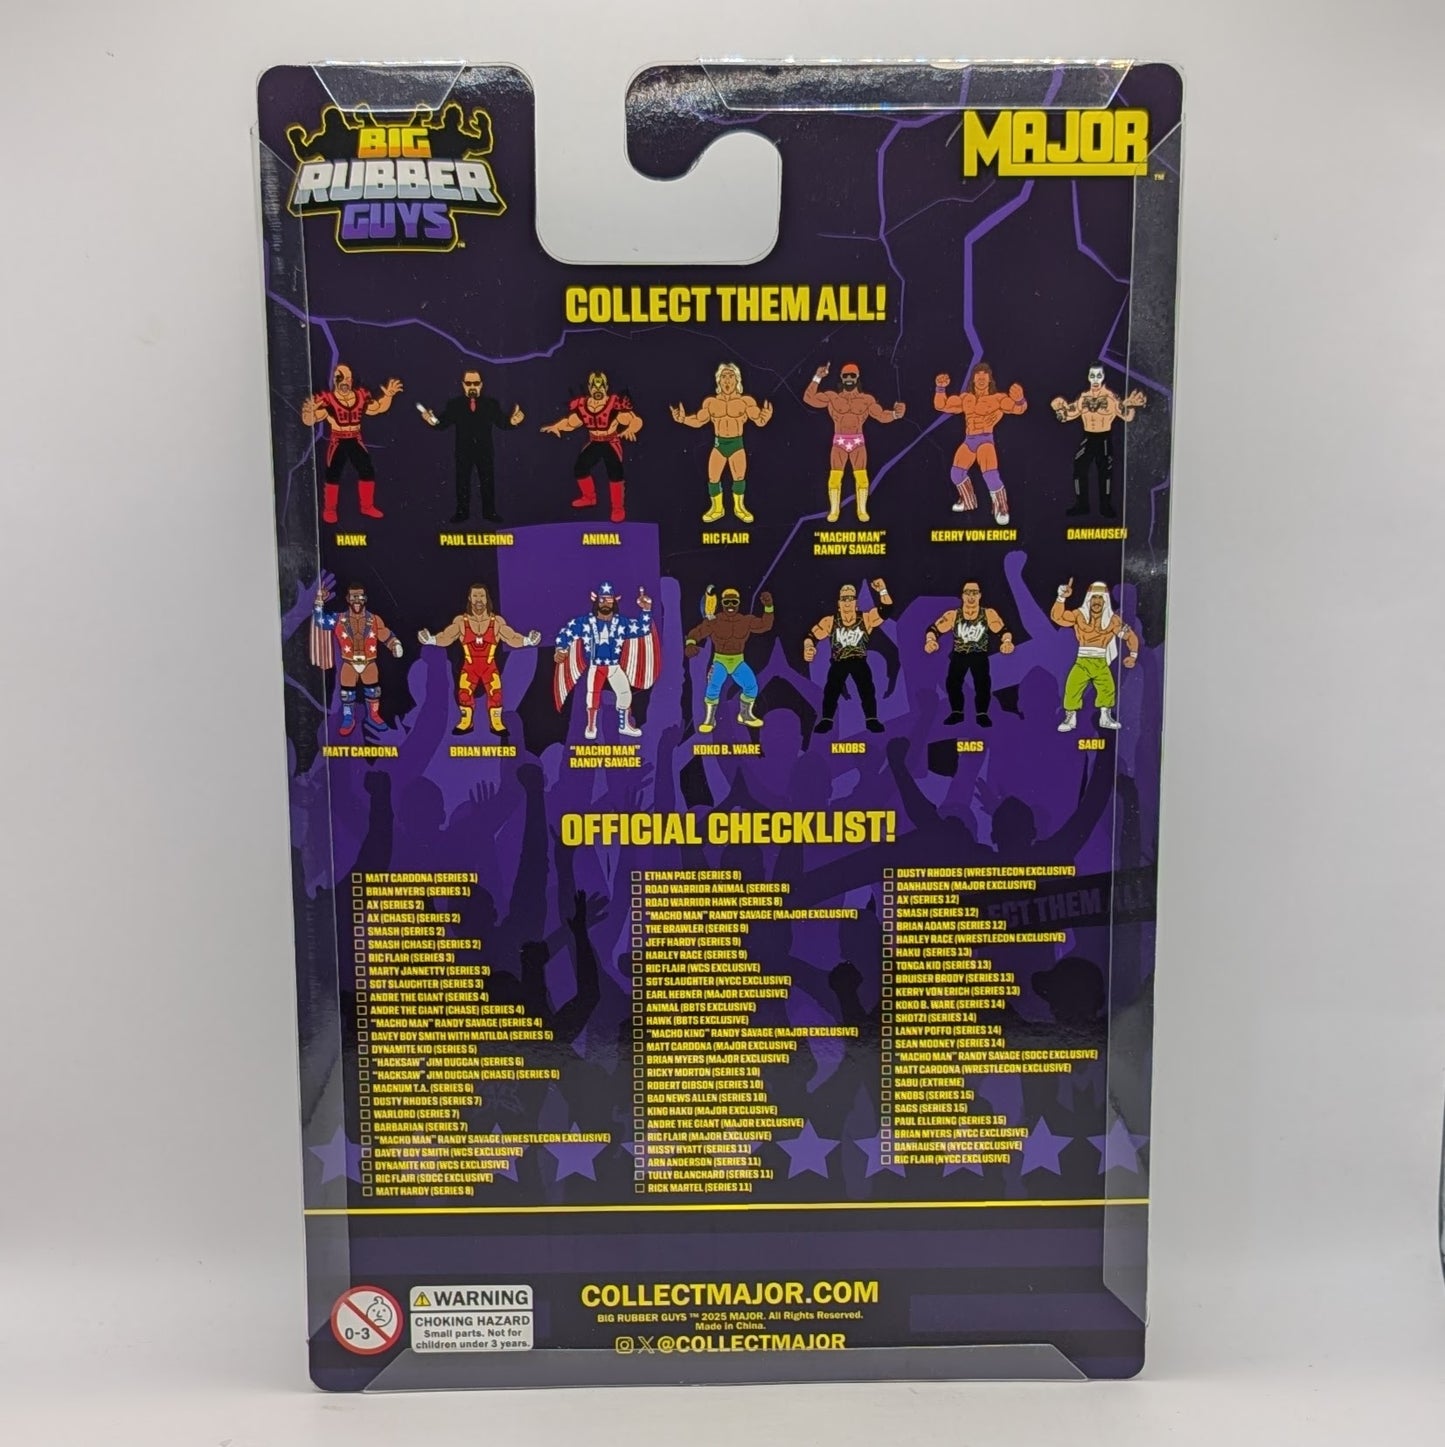 BIG
RUBBER
GUYS™
MAJOR™
COLLECT THEM ALL!
HAWK
PAUL ELLERING
ANIMAL
RIC FLAIR
"MACHO MAN"
RANDY SAVAGE
KERRY VON ERICH
DANHAUSEN
NASTY
NASTY
MATT CARDONA
BRIAN MYERS
"MACHO MAN"
RANDY SAVAGE
KOKO B. WARE
KNOBS
SAGS
SABU
OFFICIAL CHECKLIST!
MATT CARDONA (SERIES 1)
BRIAN MYERS (SERIES 1)
AX (SERIES 2)
AX (CHASE) (SERIES 2)
SMASH (SERIES 2)
SMASH (CHASE) (SERIES 2)
RIC FLAIR (SERIES 3)
MARTY JANNETTY (SERIES 3)
SGT SLAUGHTER (SERIES 3)
ANDRE THE GIANT (SERIES 4)
ANDRE THE GIANT (CHASE) (SERIES 4)
"MACHO MAN" RANDY SAVAGE (SERIES 4)
DAVEY BOY SMITH WITH MATILDA (SERIES 5)
DYNAMITE KID (SERIES 5)
"HACKSAW" JIM DUGGAN (SERIES 6)
"HACKSAW" JIM DUGGAN (CHASE) (SERIES 6)
MAGNUM T.A. (SERIES 6)
DUSTY RHODES (SERIES 7)
WARLORD (SERIES 7)
BARBARIAN (SERIES 7)
"MACHO MAN" RANDY SAVAGE (WRESTLECON EXCLUSIVE)
DAVEY BOY SMITH (WCS EXCLUSIVE)
DYNAMITE KID (WCS EXCLUSIVE)
RIC FLAIR (SDCC EXCLUSIVE)
MATT HARDY (SERIES 8)
ETHAN PAGE (SERIES 8)
ROAD WARRIOR ANIMAL (SERIES 8)
ROAD WARRIOR HAWK (SERIES 8)
"MACHO MAN" RANDY SAVAGE (MAJOR EXCLUSIVE)
THE BRAWLER (SERIES 9)
JEFF HARDY (SERIES 9)
HARLEY RACE (SERIES 9)
RIC FLAIR (WCS EXCLUSIVE)
SGT SLAUGHTER (NYCC EXCLUSIVE)
EARL HEBNER (MAJOR EXCLUSIVE)
ANIMAL (BBTS EXCLUSIVE)
HAWK (BBTS EXCLUSIVE)
"MACHO KING" RANDY SAVAGE (MAJOR EXCLUSIVE)
MATT CARDONA (MAJOR EXCLUSIVE)
BRIAN MYERS (MAJOR EXCLUSIVE)
RICKY MORTON (SERIES 10)
ROBERT GIBSON (SERIES 10)
BAD NEWS ALLEN (SERIES 10)
KING HAKU (MAJOR EXCLUSIVE)
ANDRE THE GIANT (MAJOR EXCLUSIVE)
RIC FLAIR (MAJOR EXCLUSIVE)
MISSY HYATT (SERIES 11)
ARN ANDERSON (SERIES 11)
TULLY BLANCHARD (SERIES 11)
RICK MARTEL (SERIES 11)
DUSTY RHODES (WRESTLECON EXCLUSIVE)
DANHAUSEN (MAJOR EXCLUSIVE)
AX (SERIES 12)
SMASH (SERIES 12)
BRIAN ADAMS (SERIES 12)
HARLEY RACE (WRESTLECON EXCLUSIVE)
HAKU (SERIES 13)
TONGA KID (SERIES 13)
BRUISER BRODY (SERIES 13)
KERRY VON ERICH (SERIES 13)
KOKO B. WARE (SERIES 14)
SHOTZI (SERIES 14)
LANNY POFFO (SERIES 14)
SEAN MOONEY (SERIES 14)
"MACHO MAN" RANDY SAVAGE (SDCC EXCLUSIVE)
MATT CARDONA (WRESTLECON EXCLUSIVE)
SABU (EXTREME)
KNOBS (SERIES 15)
SAGS (SERIES 15)
PAUL ELLERING (SERIES 15)
BRIAN MYERS (NYCC EXCLUSIVE)
DANHAUSEN (NYCC EXCLUSIVE)
RIC FLAIR (NYCC EXCLUSIVE)
0-3
WARNING
CHOKING HAZARD
Small parts. Not for
children under 3 years.
COLLECTMAJOR.COM
BIG RUBBER GUYS ™ 2025 MAJOR. All Rights Reserved.
Made in China.
@COLLECTMAJOR